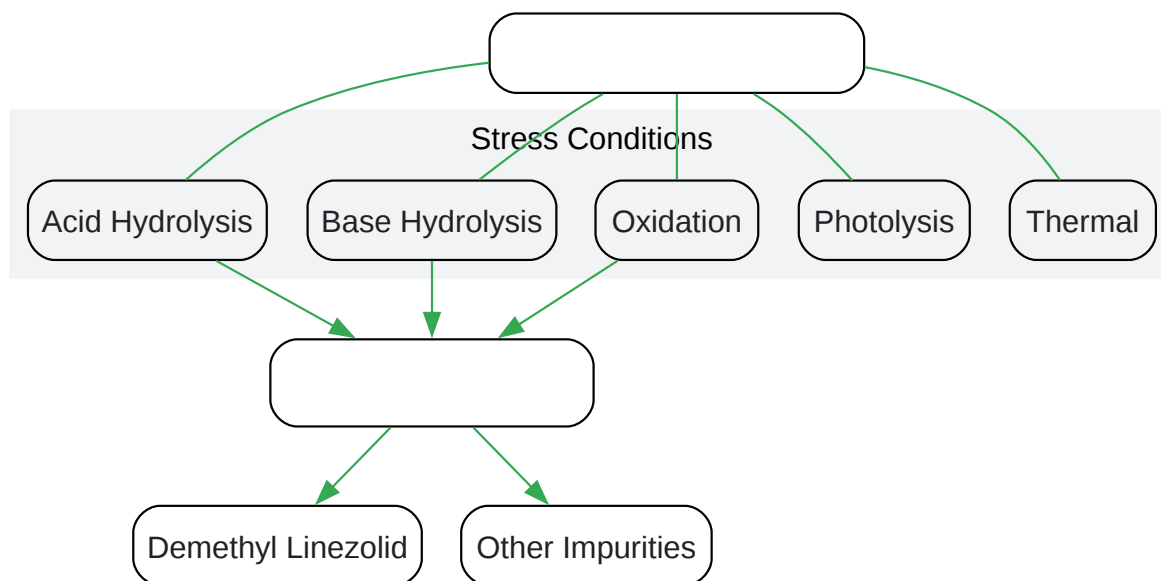 Stress Conditions
Acid Hydrolysis
Base Hydrolysis
Oxidation
Photolysis
Thermal
Demethyl Linezolid
Other Impurities